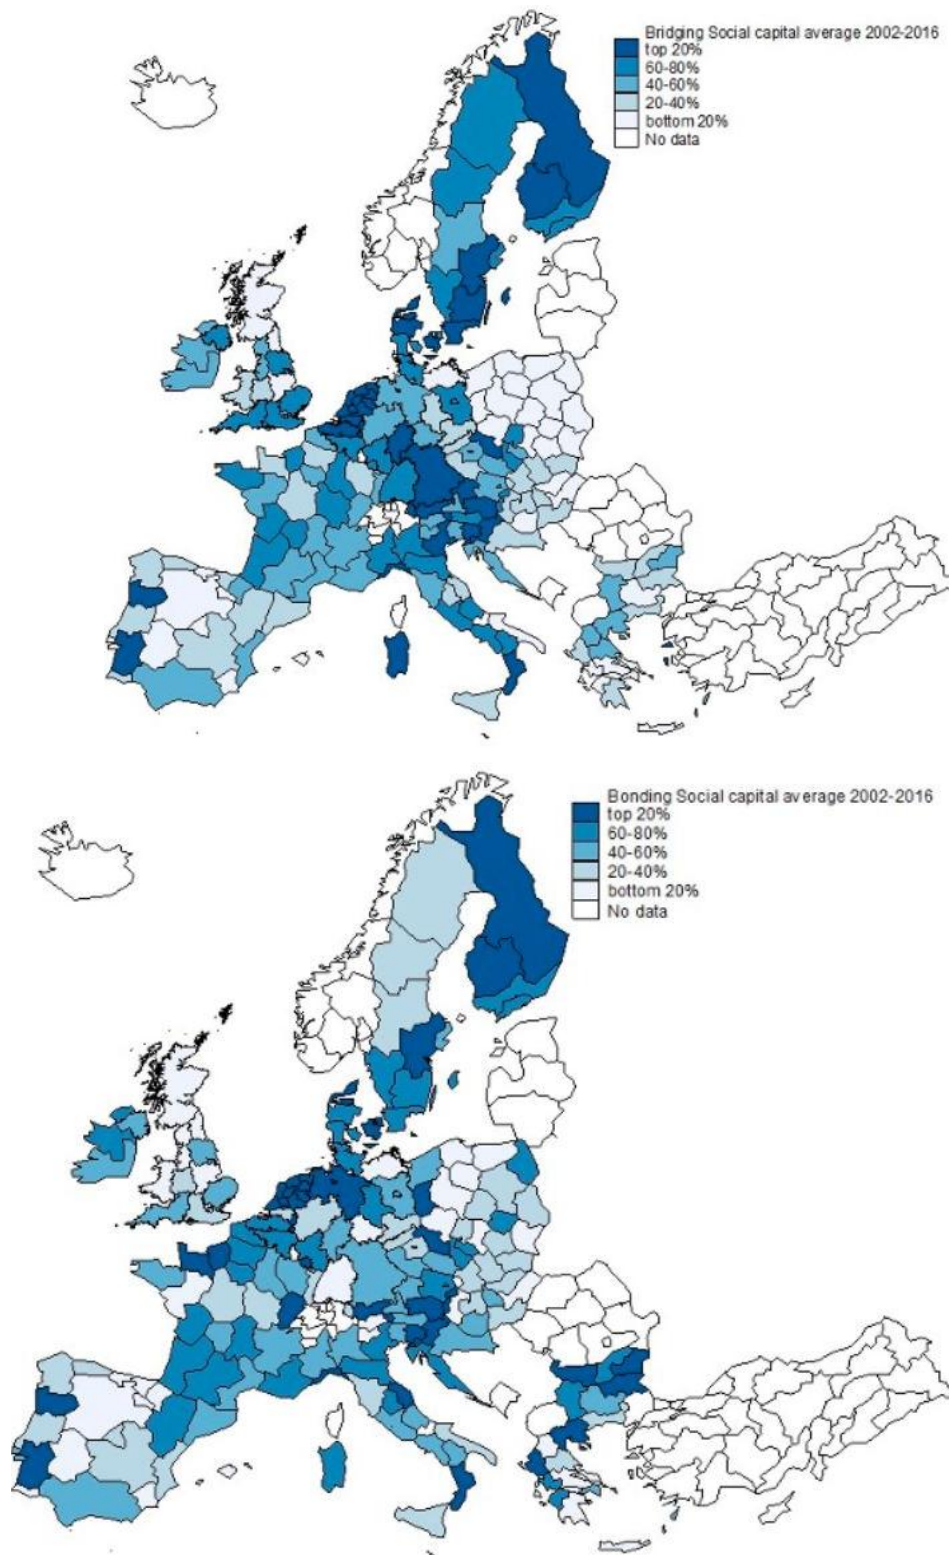 Bridging Social capital average 2002-2016
top 20%
60-80%
40-60%
20-40%
bottom 20%
No data
Bonding Social capital average 2002-2016
top 20%
60-80%
40-60%
20-40%
bottom 20%
No data